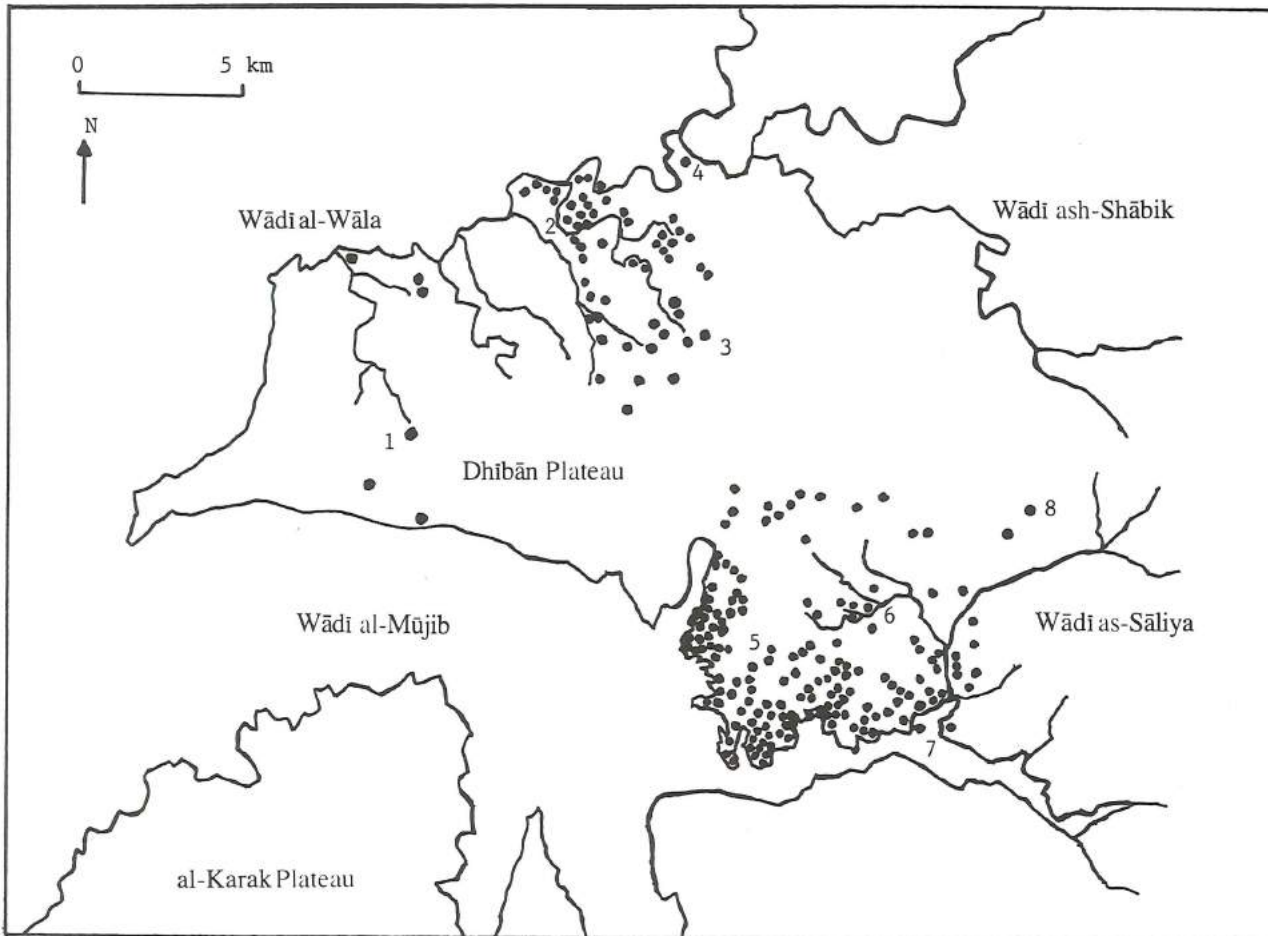 0 5 km
N
4
Wādī al-Wāla
2
Wādī ash-Shābik
3
1
Dhībān Plateau
8
Wādī al-Mūjib
5
6
Wādī as-Sāliya
7
al-Karak Plateau